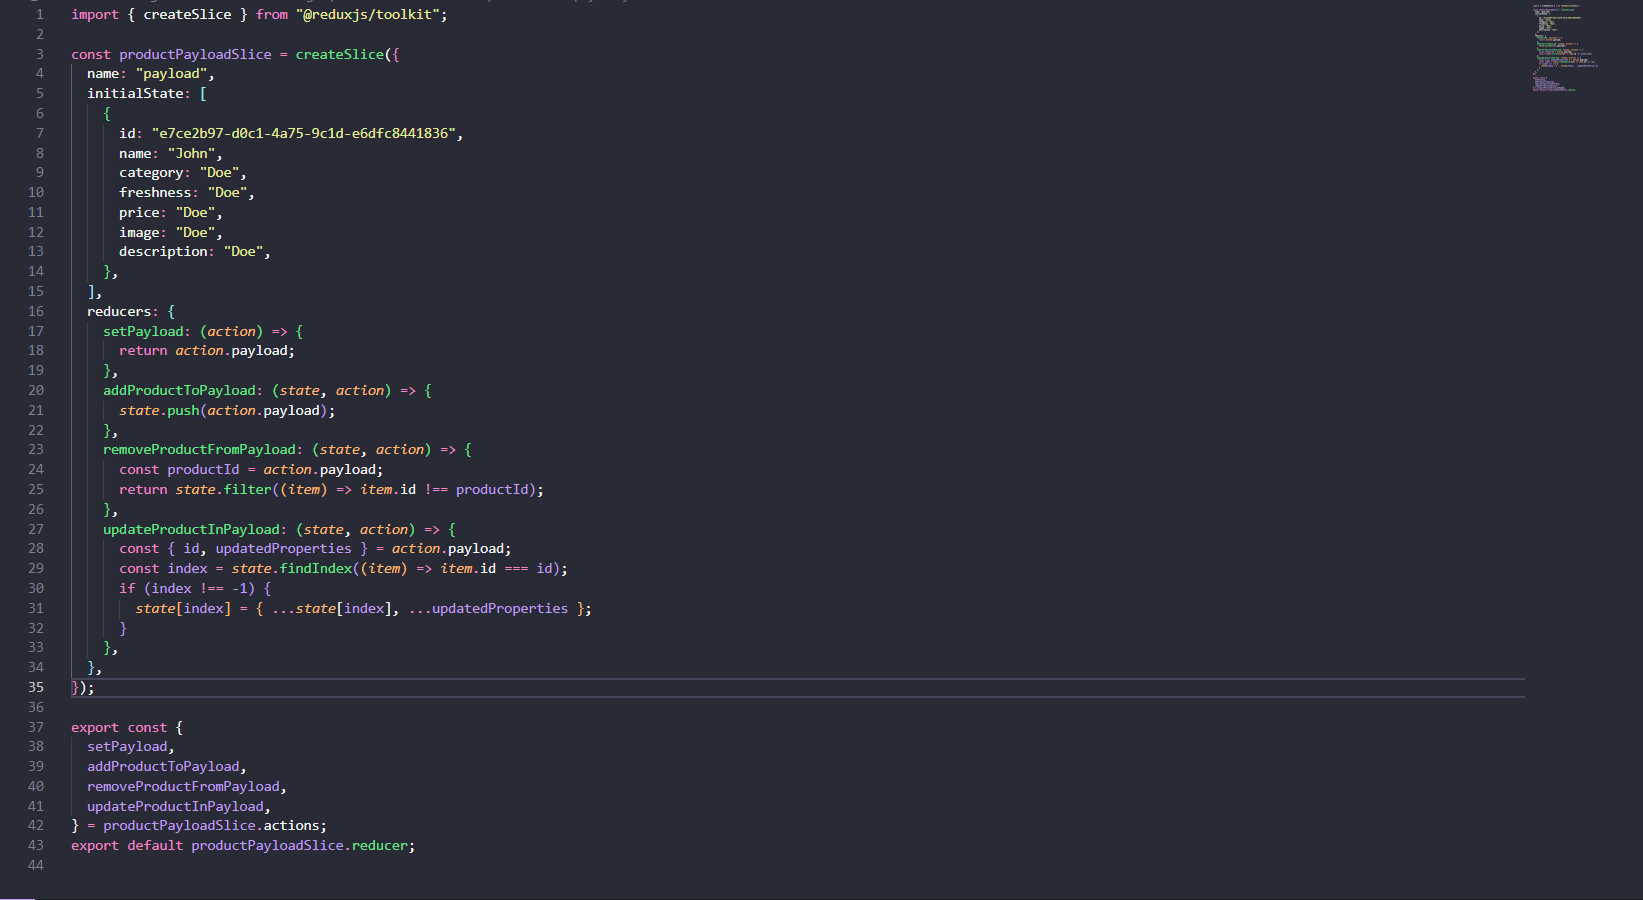 1 import { createSlice } from "@reduxjs/toolkit";
2
3 const productPayloadSlice = createSlice({
4   name: "payload",
5   initialState: [
6     {
7       id: "e7ce2b97-d0c1-4a75-9c1d-e6dfc8441836",
8       name: "John",
9       category: "Doe",
10       freshness: "Doe",
11       price: "Doe",
12       image: "Doe",
13       description: "Doe",
14     },
15   ],
16   reducers: {
17     setPayload: (action) => {
18       return action.payload;
19     },
20     addProductToPayload: (state, action) => {
21       state.push(action.payload);
22     },
23     removeProductFromPayload: (state, action) => {
24       const productId = action.payload;
25       return state.filter((item) => item.id !== productId);
26     },
27     updateProductInPayload: (state, action) => {
28       const { id, updatedProperties } = action.payload;
29       const index = state.findIndex((item) => item.id === id);
30       if (index !== -1) {
31         state[index] = { ...state[index], ...updatedProperties };
32       }
33     },
34   },
35 });
36
37 export const {
38   setPayload,
39   addProductToPayload,
40   removeProductFromPayload,
41   updateProductInPayload,
42 } = productPayloadSlice.actions;
43 export default productPayloadSlice.reducer;
44